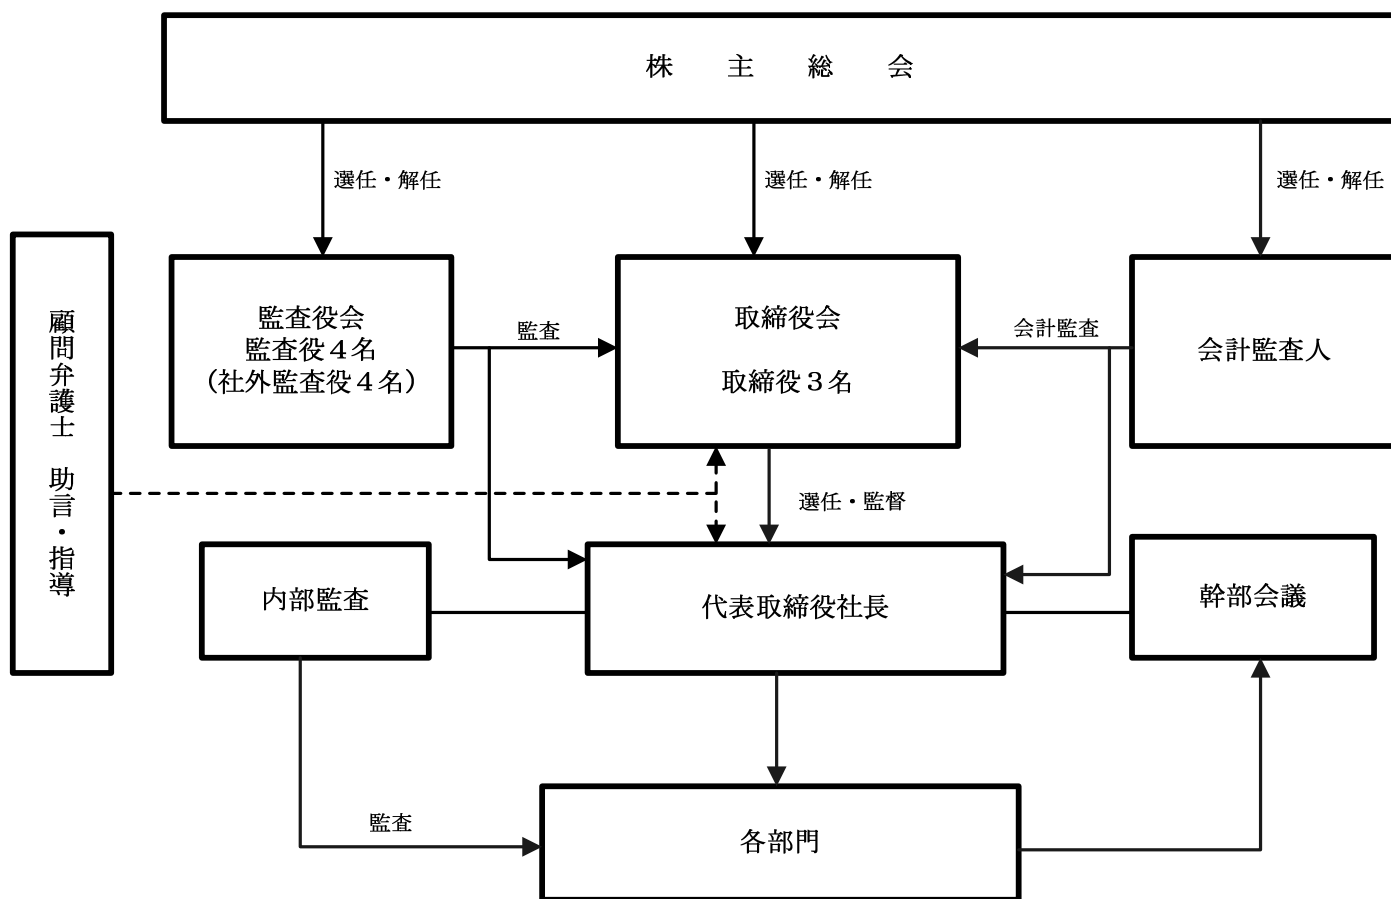 株　主　総　会
選任・解任
選任・解任
選任・解任
顧問弁護士　助言・指導
監査役会
監査役４名
（社外監査役４名）
監査
取締役会
取締役３名
会計監査
会計監査人
選任・監督
内部監査
代表取締役社長
幹部会議
監査
各部門